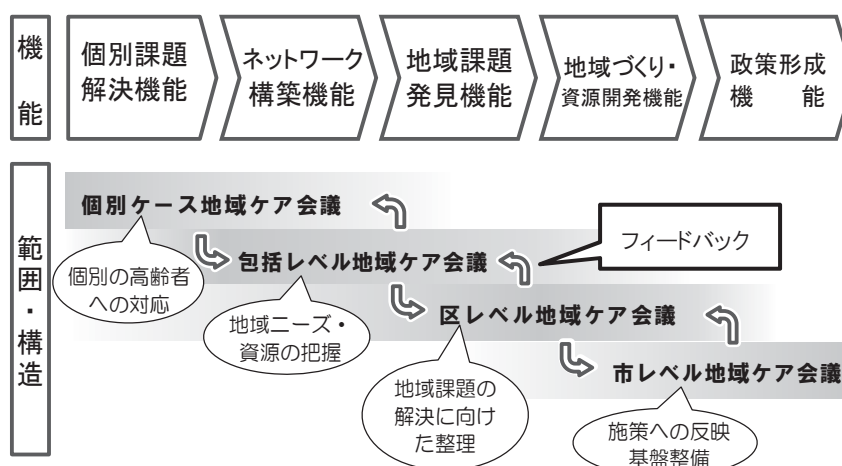 機能
個別課題
解決機能
ネットワーク
構築機能
地域課題
発見機能
地域づくり・
資源開発機能
政策形成
機能
範囲・構造
個別ケース地域ケア会議
個別の高齢者
への対応
包括レベル地域ケア会議
フィードバック
地域ニーズ・
資源の把握
区レベル地域ケア会議
地域課題の
解決に向け
た整理
市レベル地域ケア会議
施策への反映
基盤整備